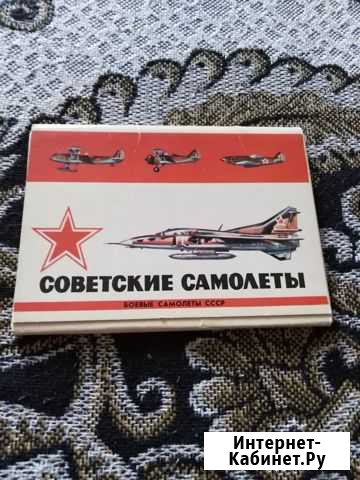 СОВЕТСКИЕ САМОЛЕТЫ
БОЕВЫЕ САМОЛЕТЫ СССР
Интернет-
Кабинет.Ру